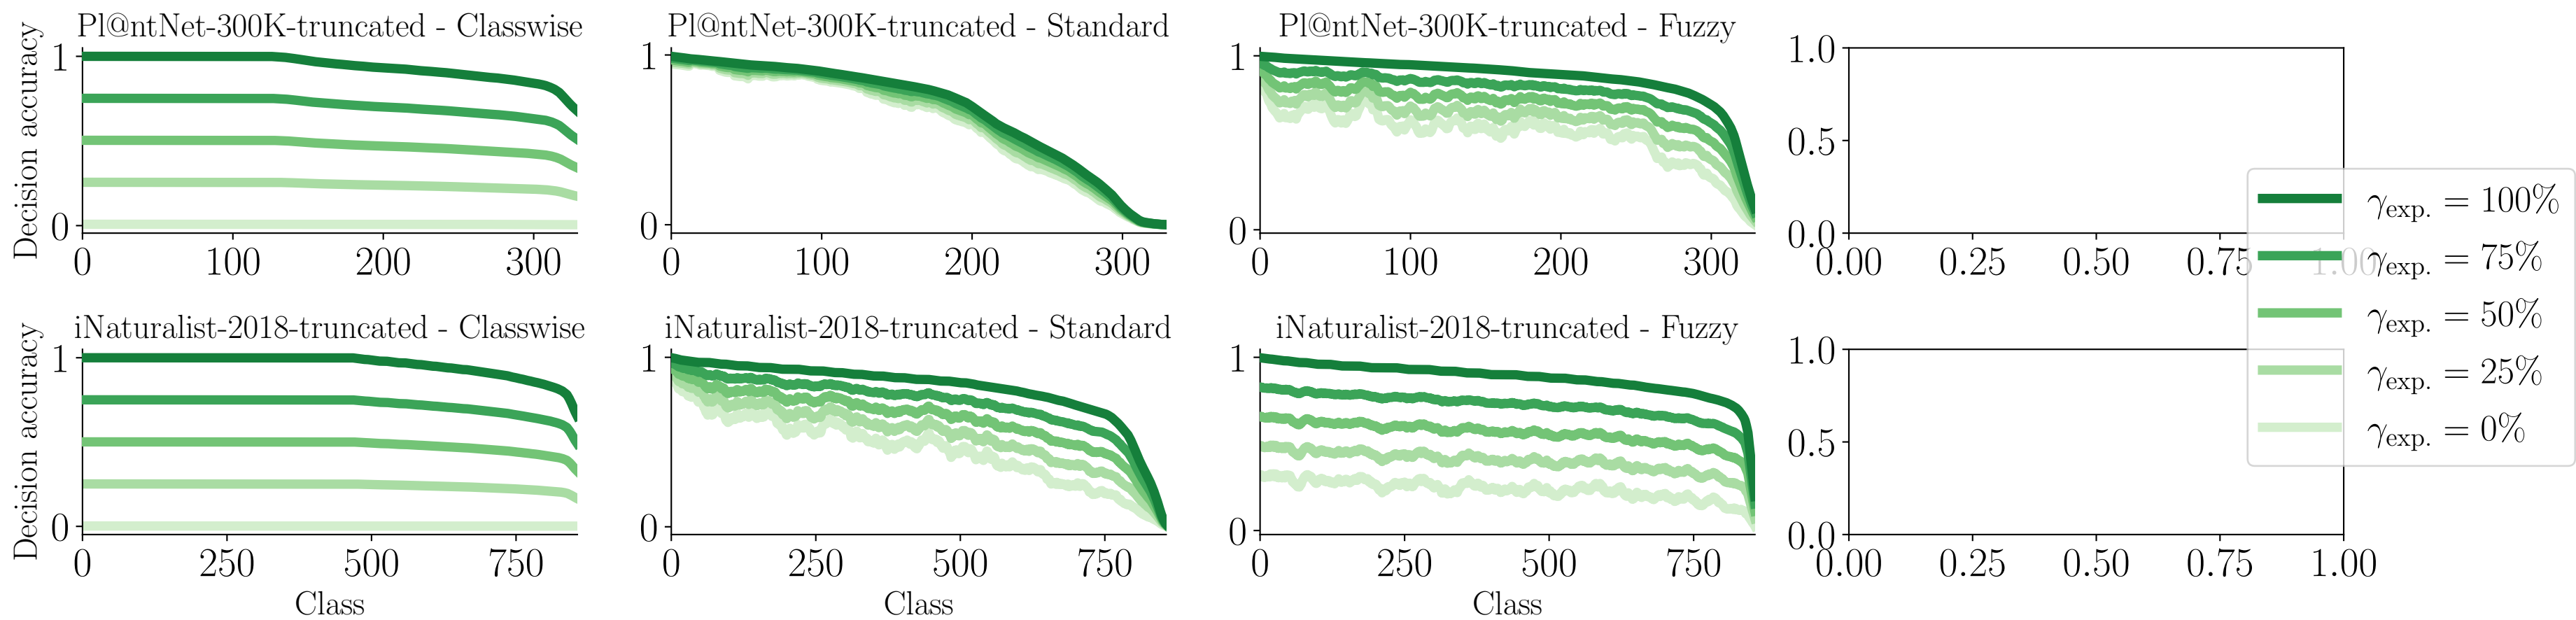 Pl@ntNet-300K-truncated - Classwise
Decision accuracy
1
0
0 100 200 300
Pl@ntNet-300K-truncated - Standard
1
0
0 100 200 300
Pl@ntNet-300K-truncated - Fuzzy
1
0
0 100 200 300
1.0
0.5
0.0
0.00 0.25 0.50 0.75 1.00
iNaturalist-2018-truncated - Classwise
Decision accuracy
1
0
0 250 500 750
Class
iNaturalist-2018-truncated - Standard
1
0
0 250 500 750
Class
iNaturalist-2018-truncated - Fuzzy
1
0
0 250 500 750
Class
1.0
0.5
0.0
0.00 0.25 0.50 0.75 1.00
γexp. = 100%
γexp. = 75%
γexp. = 50%
γexp. = 25%
γexp. = 0%